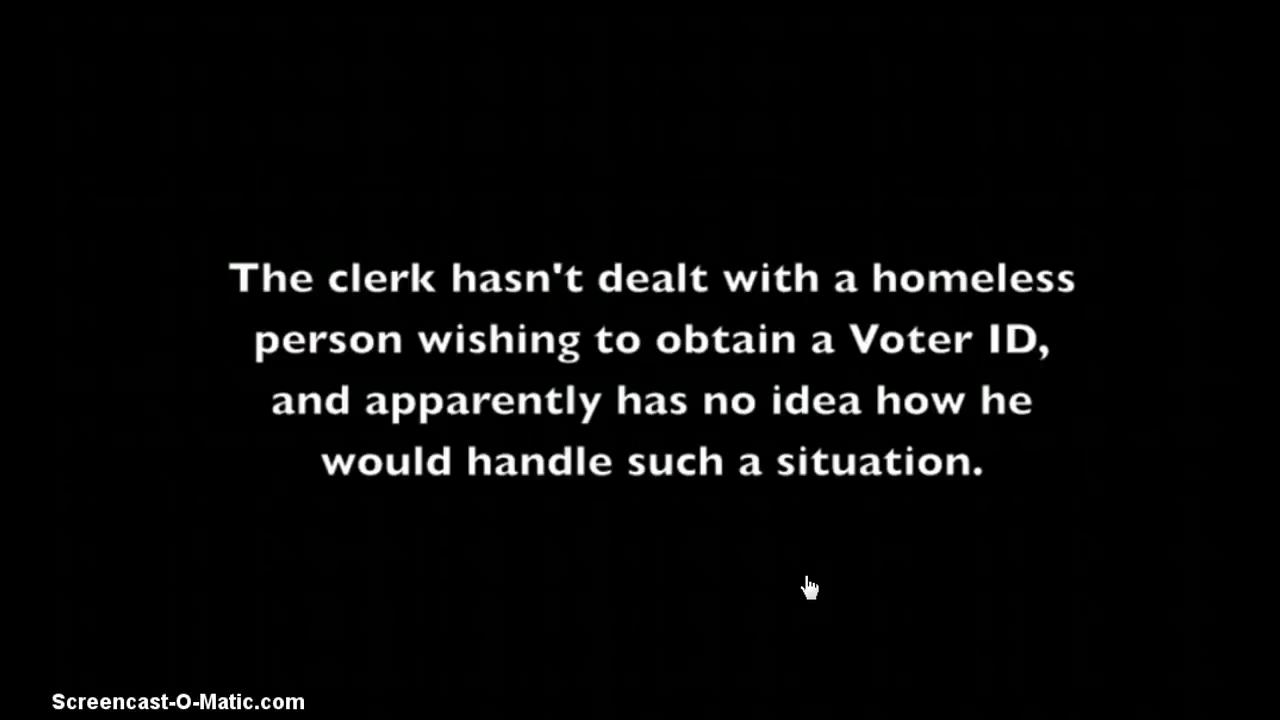 The clerk hasn't dealt with a homeless
person wishing to obtain a Voter ID,
and apparently has no idea how he
would handle such a situation.
Screencast-O-Matic.com